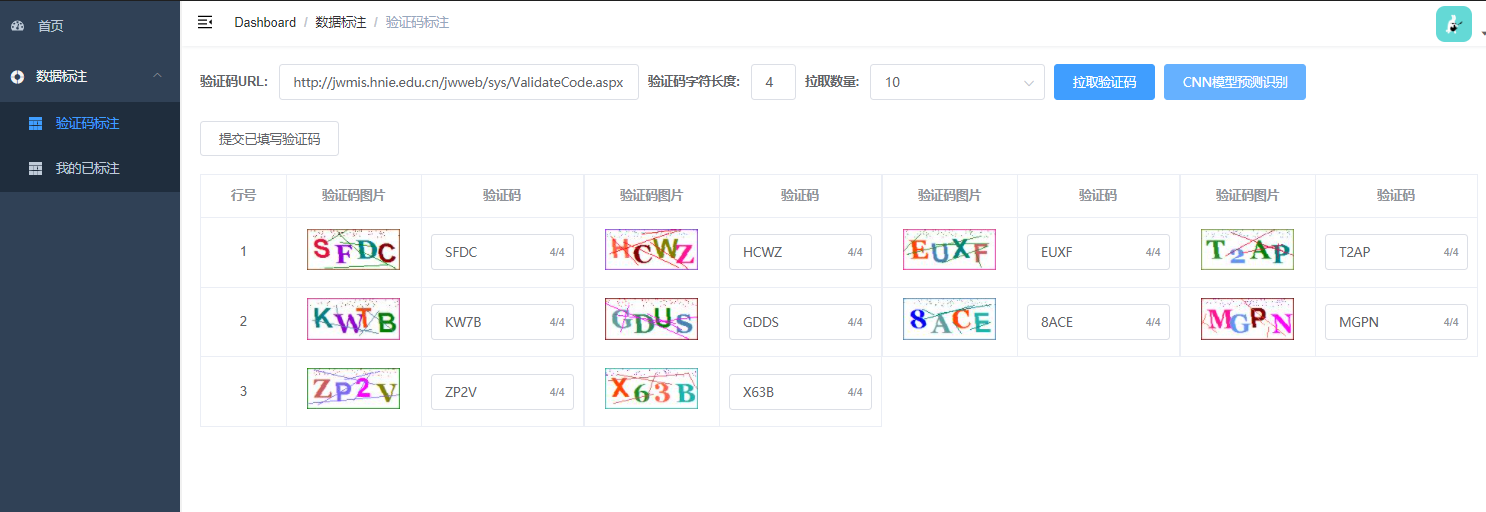 首页
数据标注
验证码标注
我的已标注
Dashboard / 数据标注 / 验证码标注
验证码URL: http://jwmis.hnie.edu.cn/jwweb/sys/ValidateCode.aspx 验证码字符长度: 4 拉取数量: 10 拉取验证码 CNN模型预测识别
提交已填写验证码
行号 验证码图片 验证码 验证码图片 验证码 验证码图片 验证码 验证码图片 验证码
1 SFDC SFDC 4/4 HCWZ HCWZ 4/4 EUXF EUXF 4/4 T2AP T2AP 4/4
2 KWTB KW7B 4/4 GDUS GDDS 4/4 8ACE 8ACE 4/4 MGPN MGPN 4/4
3 ZP2V ZP2V 4/4 X63B X63B 4/4